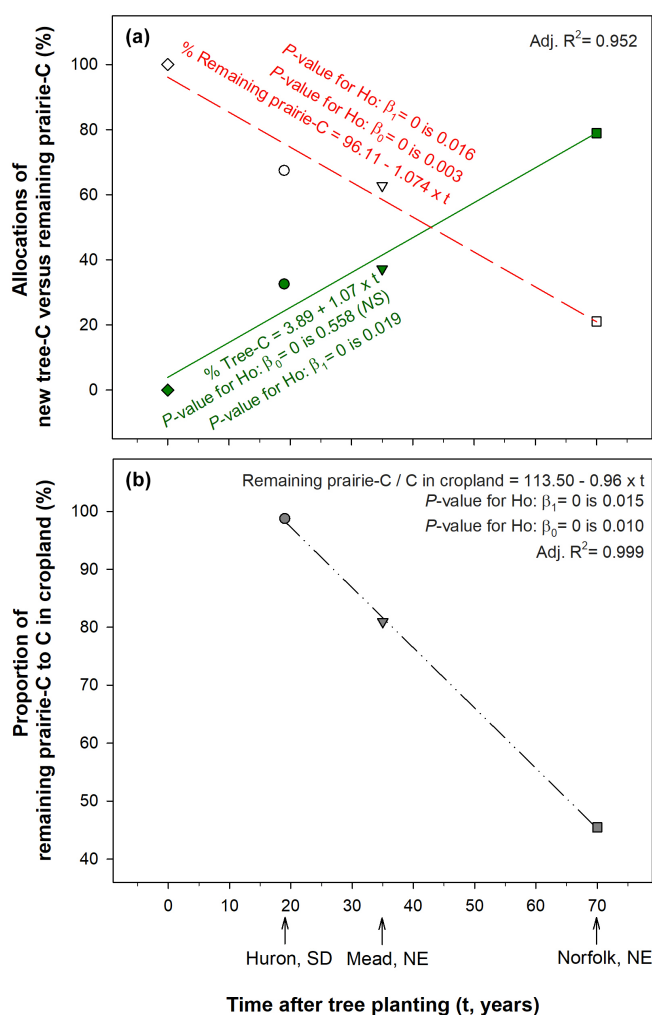 (a)
Adj. R²= 0.952
Allocations of
new tree-C versus remaining prairie-C (%)
100
80
60
40
20
0
P-value for Ho: β₁= 0 is 0.016
P-value for Ho: β₀= 0 is 0.003
% Remaining prairie-C = 96.11 - 1.074 x t
% Tree-C = 3.89 + 1.07 x t
P-value for Ho: β₀= 0 is 0.558 (NS)
P-value for Ho: β₁= 0 is 0.019
(b)
Remaining prairie-C / C in cropland = 113.50 - 0.96 x t
P-value for Ho: β₁= 0 is 0.015
P-value for Ho: β₀= 0 is 0.010
Adj. R²= 0.999
Proportion of
remaining prairie-C to C in cropland (%)
100
90
80
70
60
50
40
0 10 20 30 40 50 60 70
Huron, SD Mead, NE Norfolk, NE
Time after tree planting (t, years)